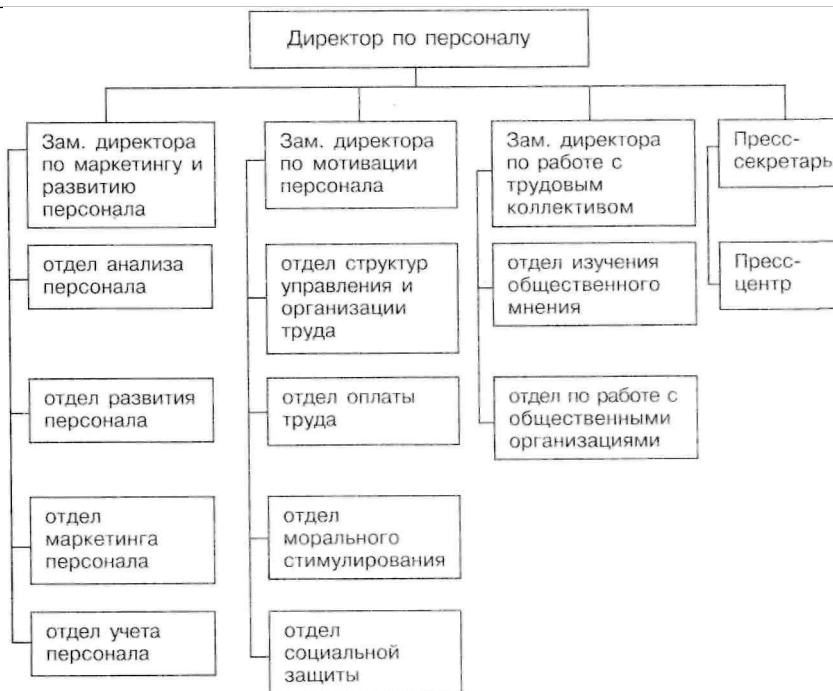 Директор по персоналу
Зам. директора
по маркетингу и
развитию
персонала
отдел анализа
персонала
отдел развития
персонала
отдел
маркетинга
персонала
отдел учета
персонала
Зам. директора
по мотивации
персонала
отдел структур
управления и
организации
труда
отдел оплаты
труда
отдел
морального
стимулирования
отдел
социальной
защиты
Зам. директора
по работе с
трудовым
коллективом
отдел изучения
общественного
мнения
отдел по работе с
общественными
организациями
Пресс-
секретарь
Пресс-
центр